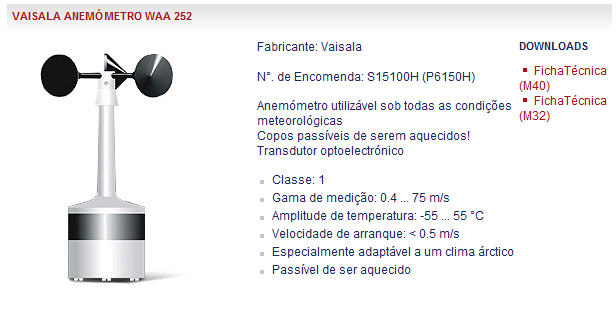 VAISALA ANEMÓMETRO WAA 252
Fabricante: Vaisala
N°. de Encomenda: S15100H (P6150H)
Anemómetro utilizável sob todas as condições
meteorológicas
Copos passíveis de serem aquecidos!
Transdutor optoelectrónico
Classe: 1
Gama de medição: 0.4 ... 75 m/s
Amplitude de temperatura: -55 ... 55 °C
Velocidade de arranque: < 0.5 m/s
Especialmente adaptável a um clima árctico
Passível de ser aquecido
DOWNLOADS
FichaTécnica
(M40)
FichaTécnica
(M32)